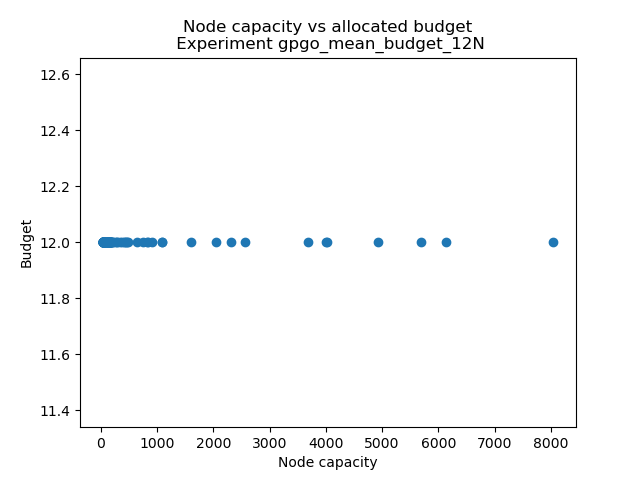 Node capacity vs allocated budget
Experiment gpgo_mean_budget_12N
12.6
12.4
12.2
12.0
11.8
11.6
11.4
Budget
0 1000 2000 3000 4000 5000 6000 7000 8000
Node capacity